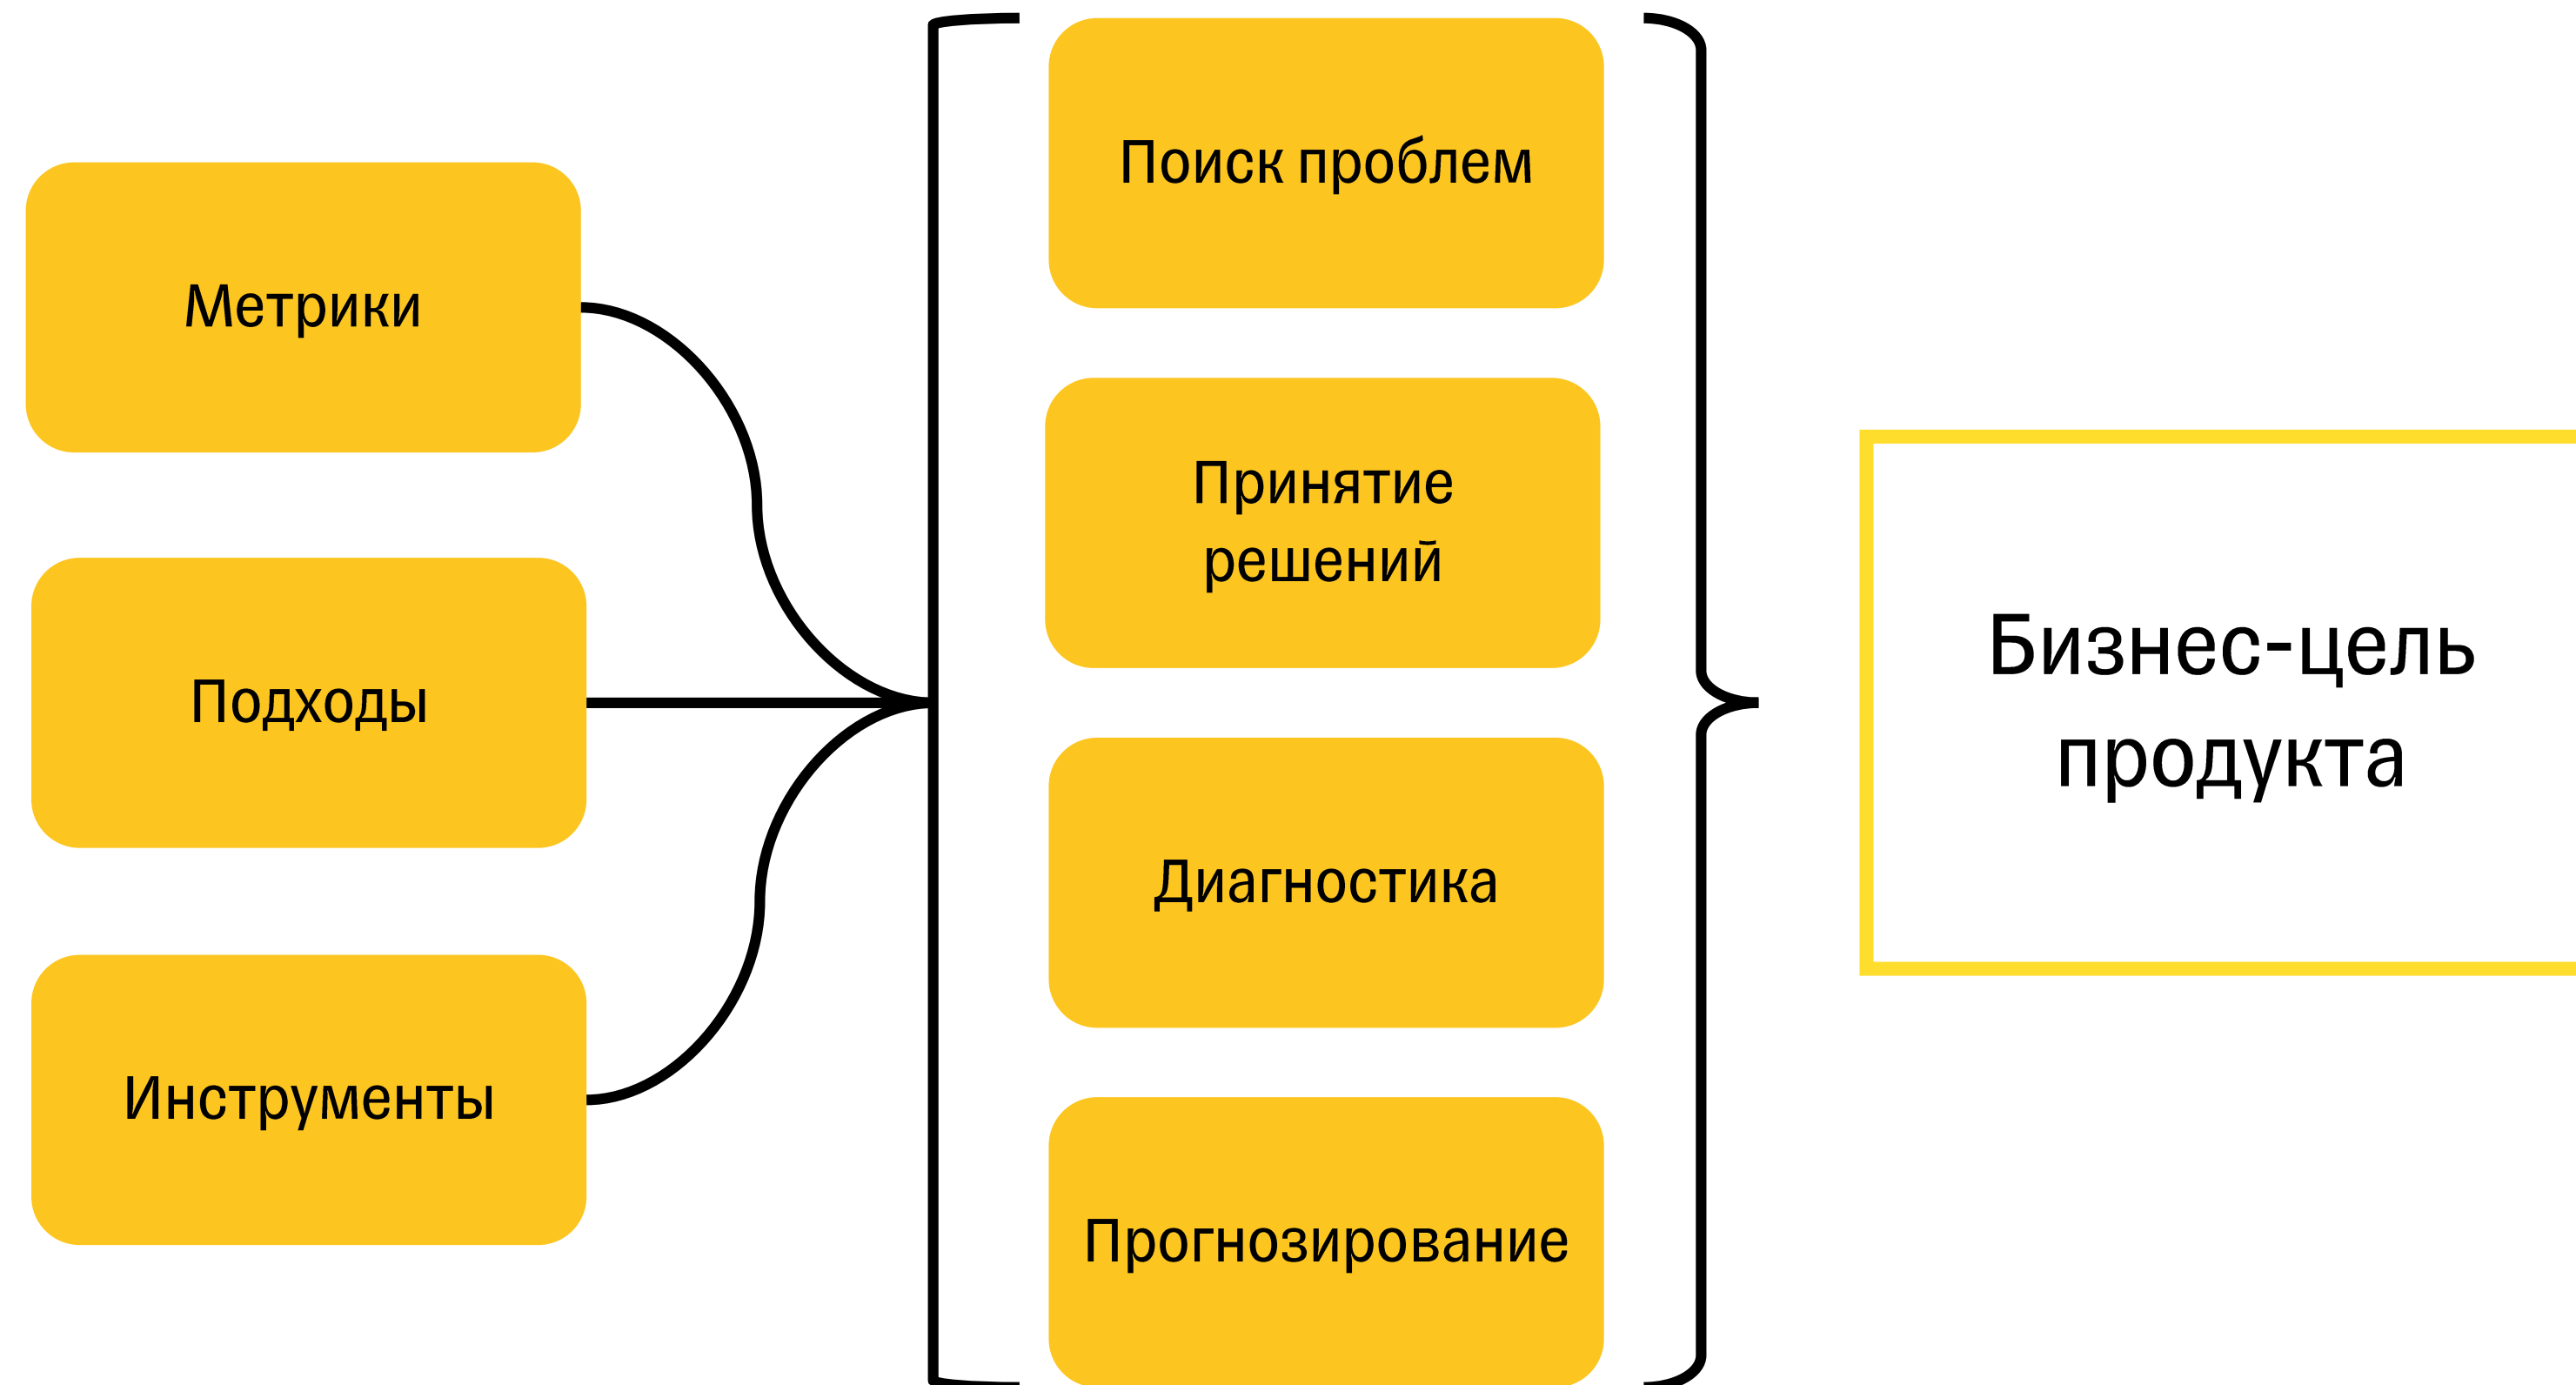 Метрики
Подходы
Инструменты
Поиск проблем
Принятие
решений
Диагностика
Прогнозирование
Бизнес-цель
продукта